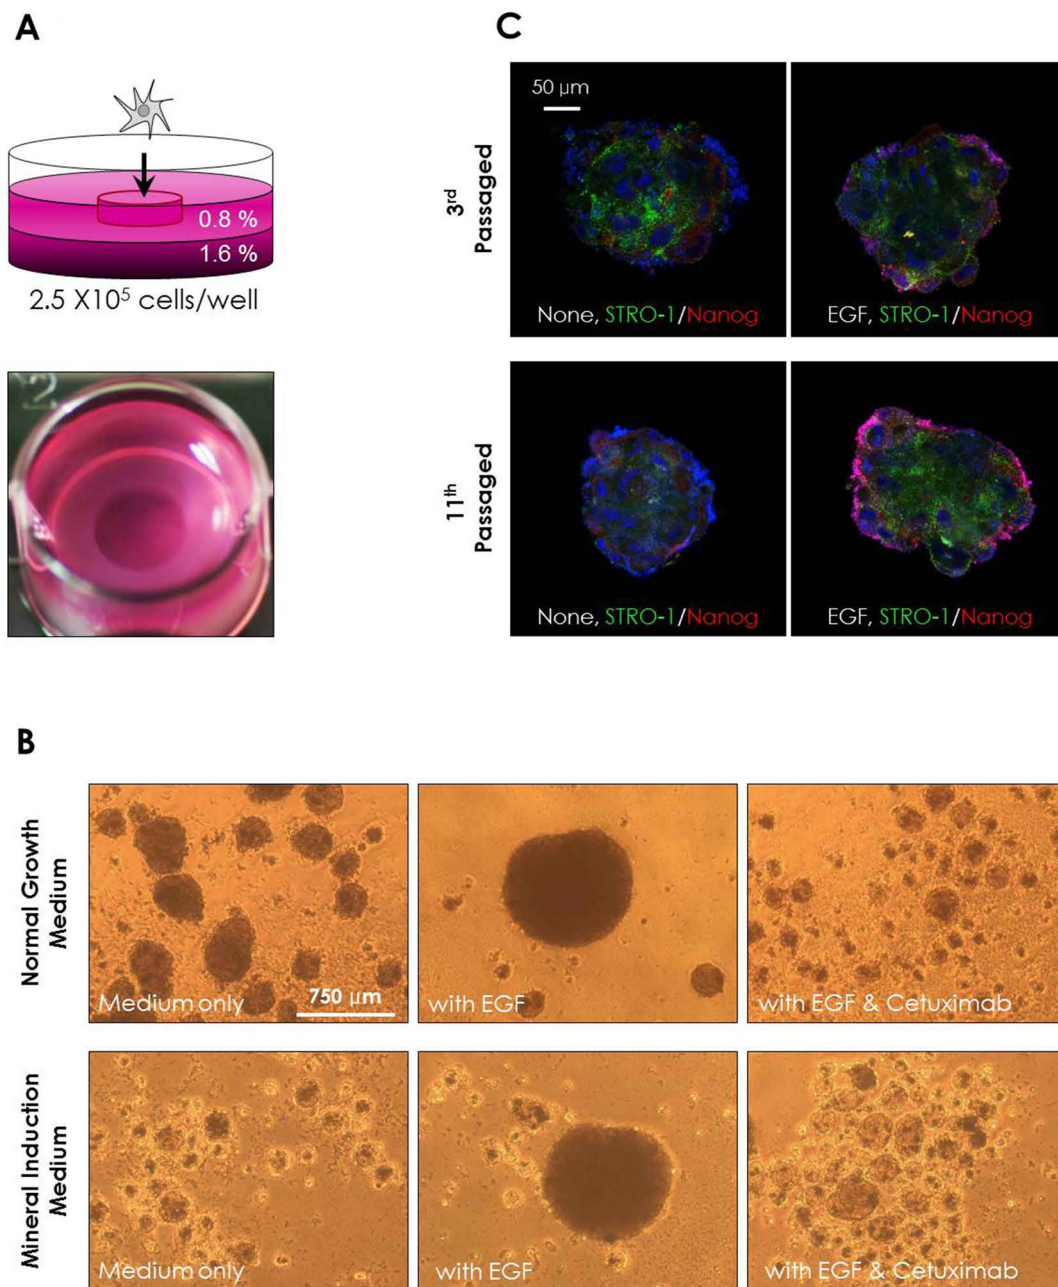 A
0.8 %
1.6 %
2.5 X10⁵ cells/well
C
50 µm
3rd
Passaged
None, STRO-1/Nanog
EGF, STRO-1/Nanog
11th
Passaged
None, STRO-1/Nanog
EGF, STRO-1/Nanog
B
Normal Growth
Medium
Medium only
750 µm
with EGF
with EGF & Cetuximab
Mineral Induction
Medium
Medium only
with EGF
with EGF & Cetuximab